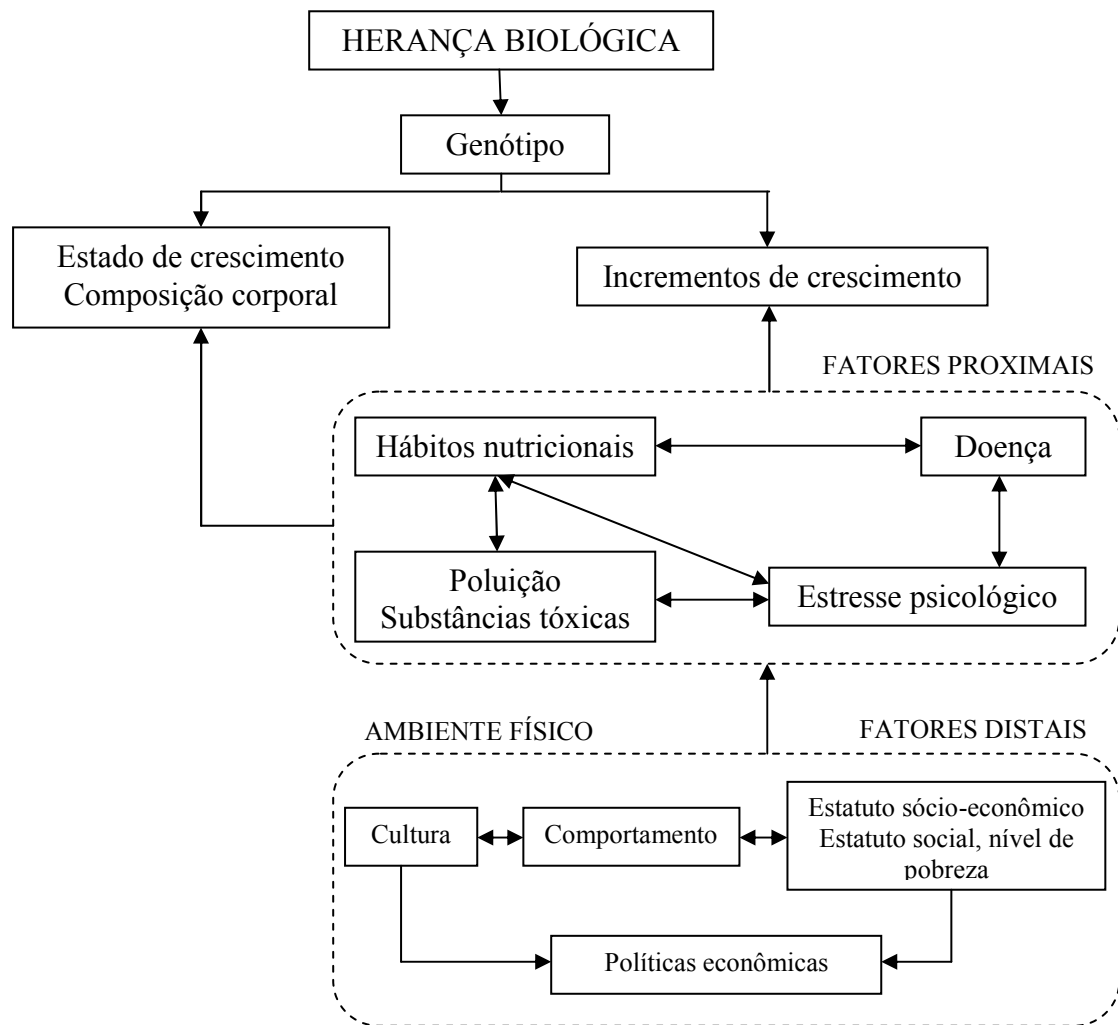 HERANÇA BIOLÓGICA
Genótipo
Estado de crescimento
Composição corporal
Incrementos de crescimento
FATORES PROXIMAIS
Hábitos nutricionais
Doença
Poluição
Substâncias tóxicas
Estresse psicológico
AMBIENTE FÍSICO
FATORES DISTAIS
Cultura
Comportamento
Estatuto sócio-econômico
Estatuto social, nível de
pobreza
Políticas econômicas